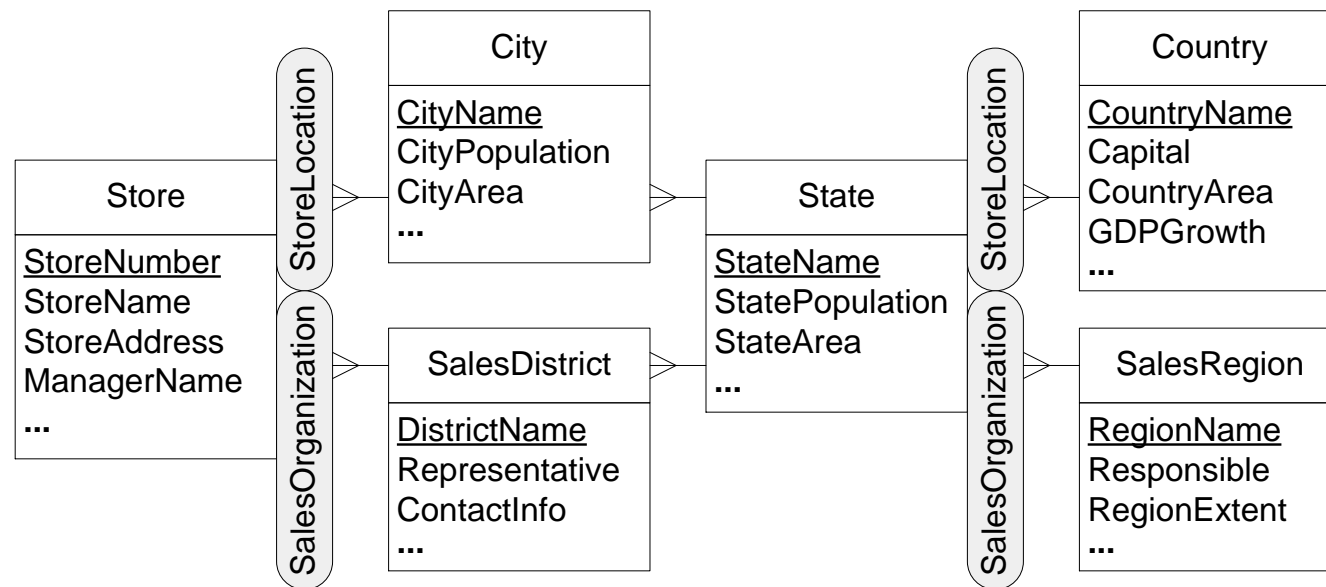 Store
StoreNumber
StoreName
StoreAddress
ManagerName
...
StoreLocation
SalesOrganization
City
CityName
CityPopulation
CityArea
...
SalesDistrict
DistrictName
Representative
ContactInfo
...
State
StateName
StatePopulation
StateArea
...
StoreLocation
SalesOrganization
Country
CountryName
Capital
CountryArea
GDPGrowth
...
SalesRegion
RegionName
Responsible
RegionExtent
...